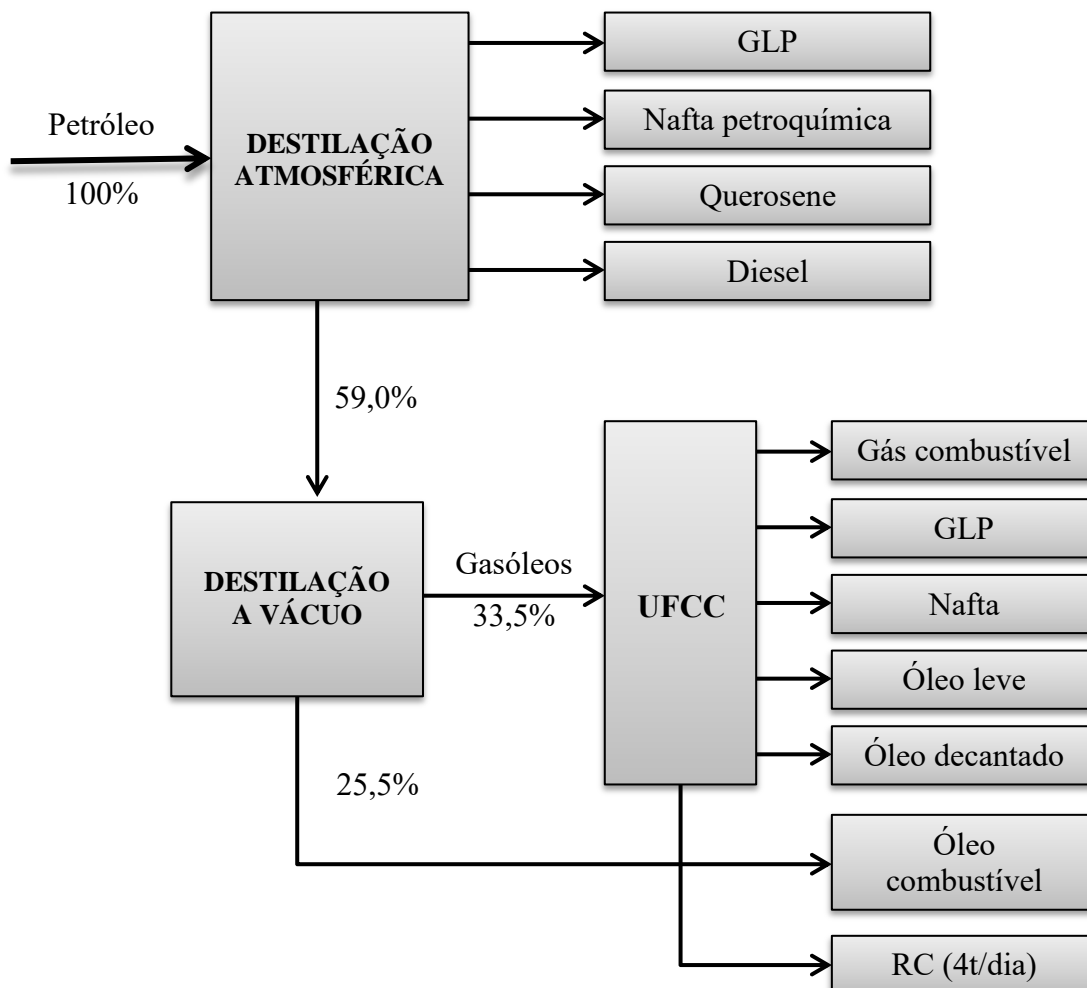 GLP
Petróleo
100%
DESTILAÇÃO
ATMOSFÉRICA
Nafta petroquímica
Querosene
Diesel
59,0%
DESTILAÇÃO
A VÁCUO
Gasóleos
33,5%
UFCC
Gás combustível
GLP
Nafta
Óleo leve
Óleo decantado
25,5%
Óleo
combustível
RC (4t/dia)